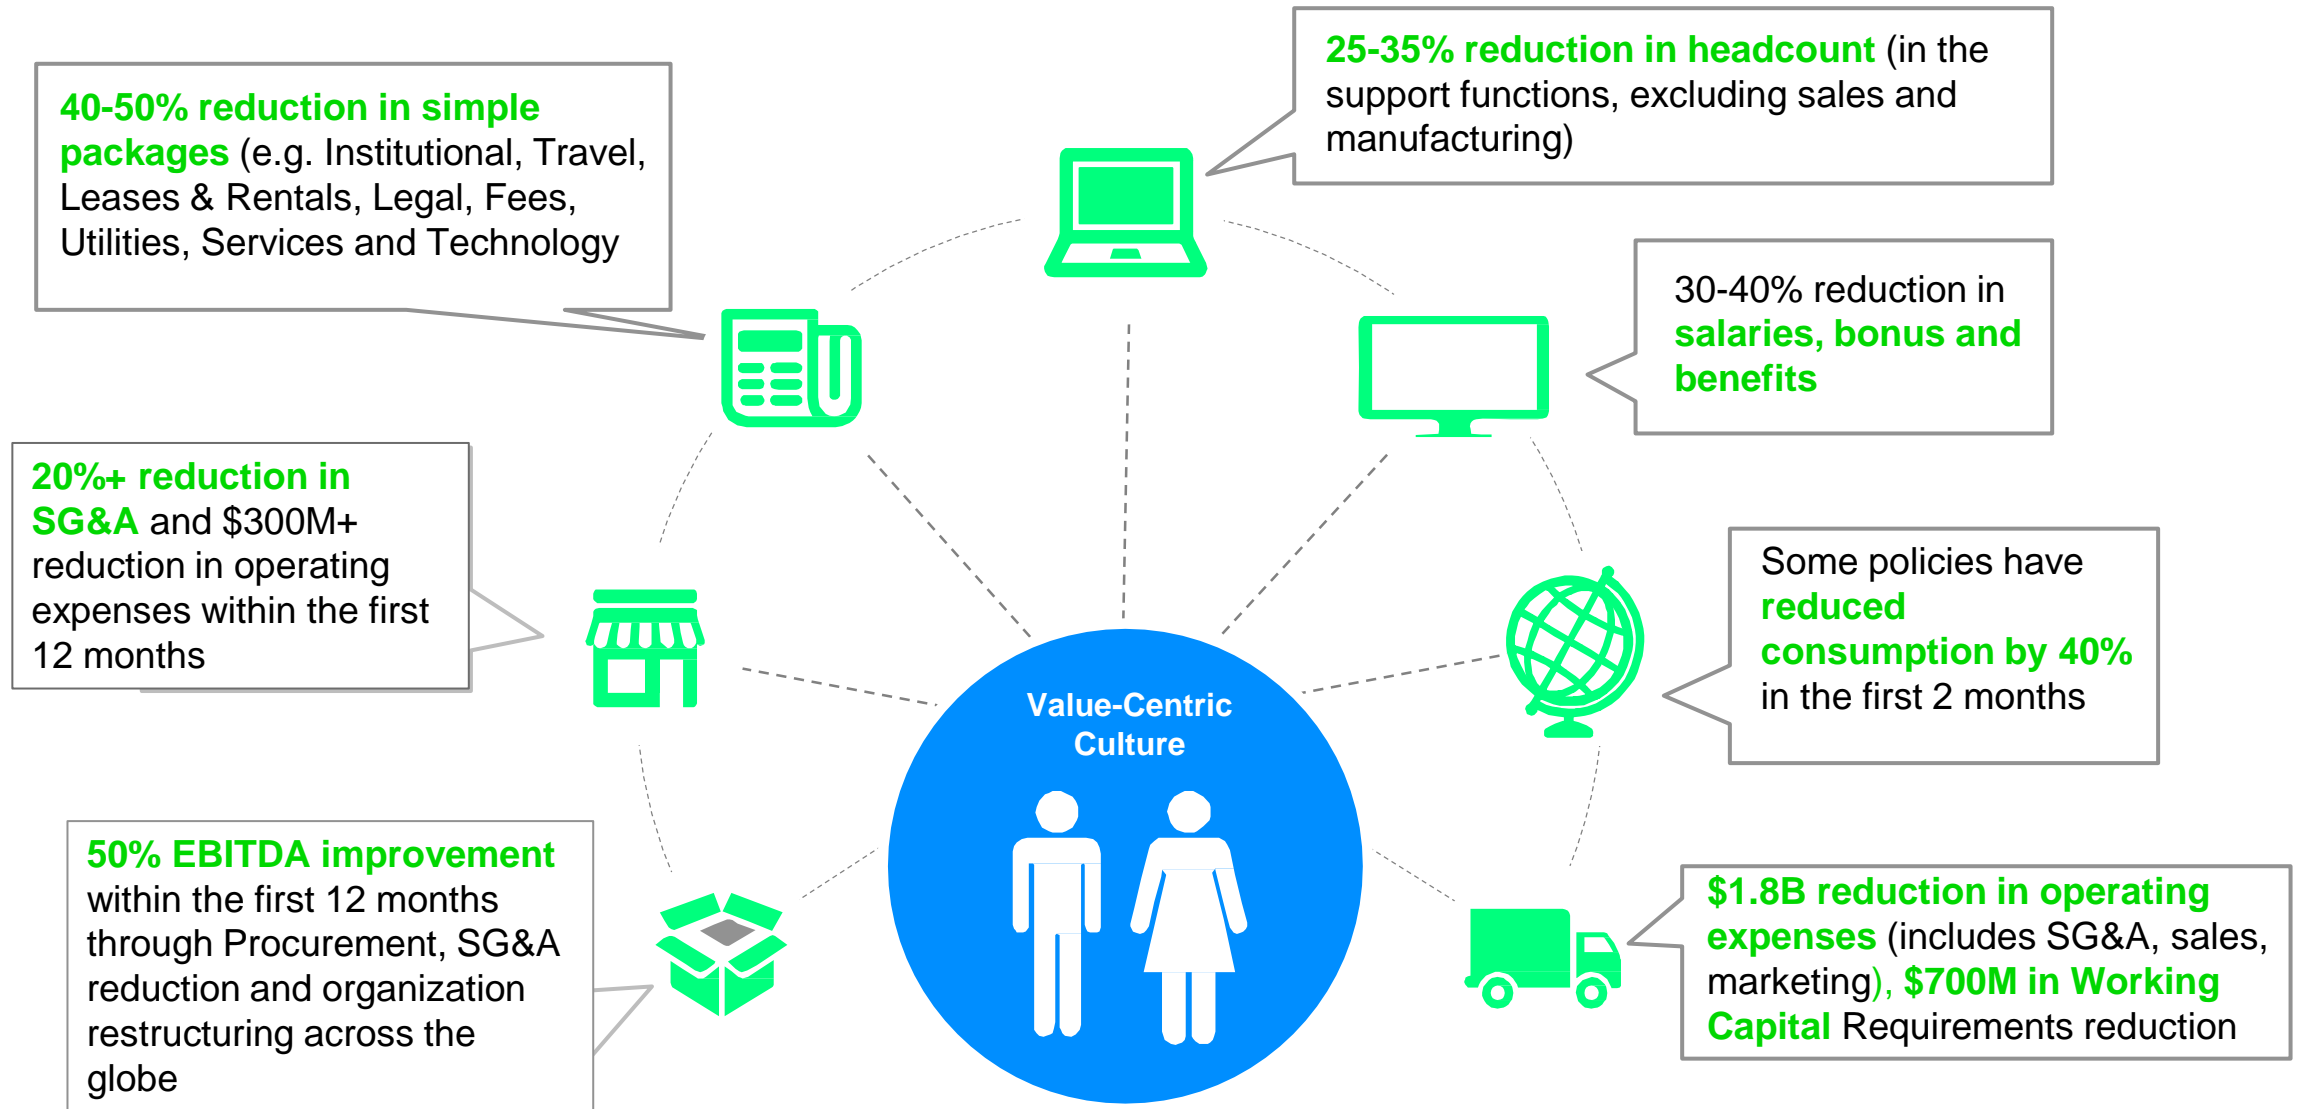 25-35% reduction in headcount (in the
support functions, excluding sales and
manufacturing)
40-50% reduction in simple
packages (e.g. Institutional, Travel,
Leases & Rentals, Legal, Fees,
Utilities, Services and Technology
30-40% reduction in
salaries, bonus and
benefits
20%+ reduction in
SG&A and $300M+
reduction in operating
expenses within the first
12 months
Some policies have
reduced
consumption by 40%
in the first 2 months
Value-Centric
Culture
50% EBITDA improvement
within the first 12 months
through Procurement, SG&A
reduction and organization
restructuring across the
globe
$1.8B reduction in operating
expenses (includes SG&A, sales,
marketing), $700M in Working
Capital Requirements reduction